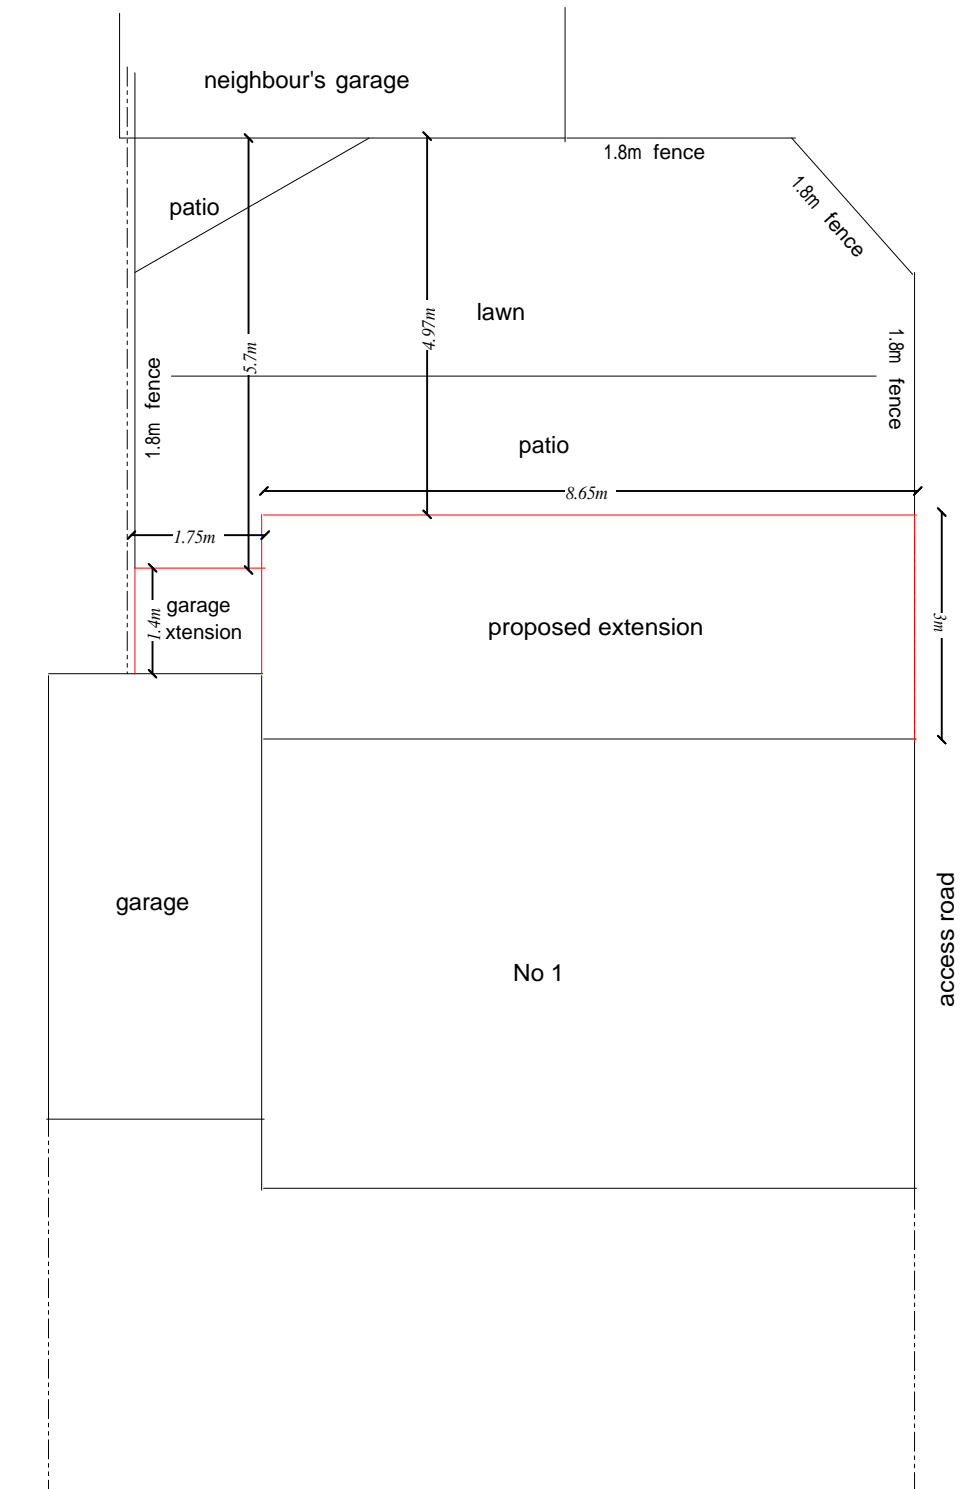 neighbour's garage
1.8m fence
1.8m fence
patio
lawn
4.97m
5.7m
1.8m fence
1.8m fence
patio
8.65m
1.75m
garage
xtension
1.4m
proposed extension
3m
garage
No 1
access road